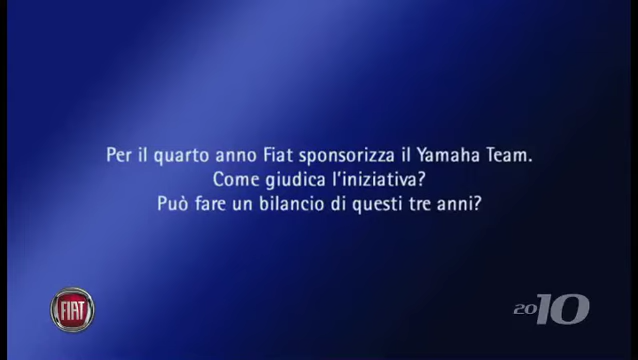 Per il quarto anno Fiat sponsorizza il Yamaha Team.
Come giudica l'iniziativa?
Può fare un bilancio di questi tre anni?
FIAT
2010